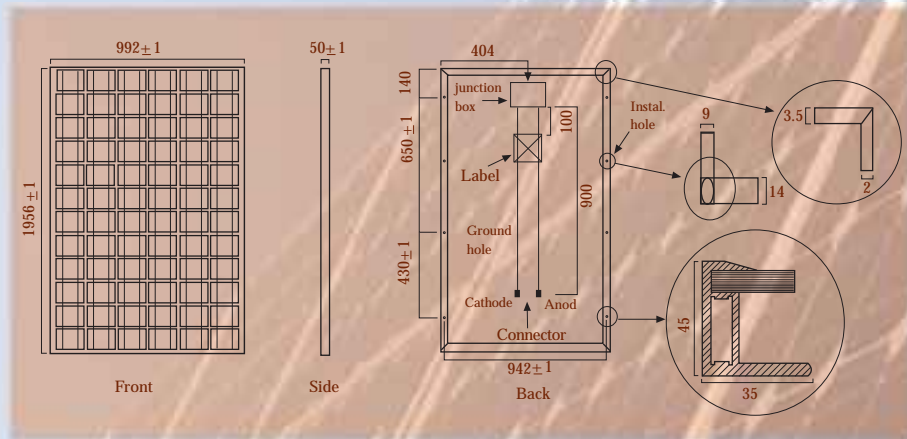 992±1
50±1
404
140
junction
box
100
Instal.
hole
9
3.5
2
650±1
1956±1
Label
900
14
Ground
hole
430±1
Cathode
Anod
Connector
45
35
942±1
Front
Side
Back